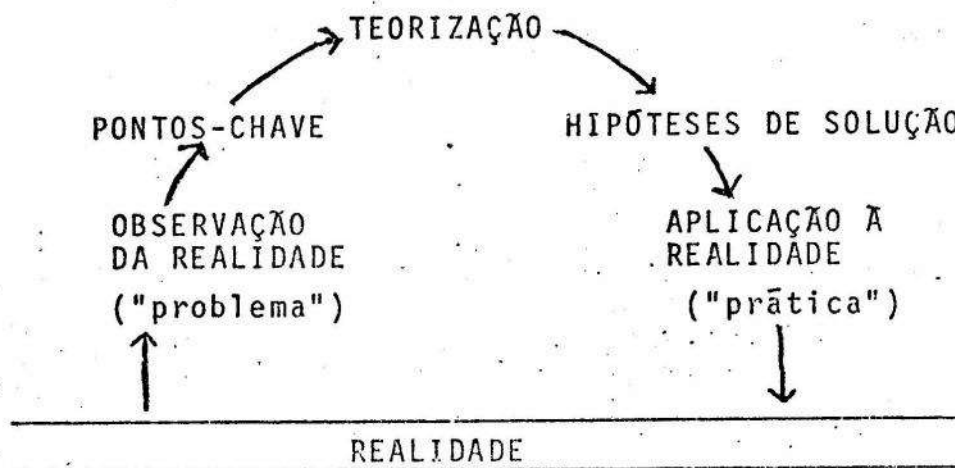 TEORIZAÇÃO
PONTOS-CHAVE
HIPÓTESES DE SOLUÇÃO
OBSERVAÇÃO
DA REALIDADE
("problema")
APLICAÇÃO À
REALIDADE
("prática")
REALIDADE